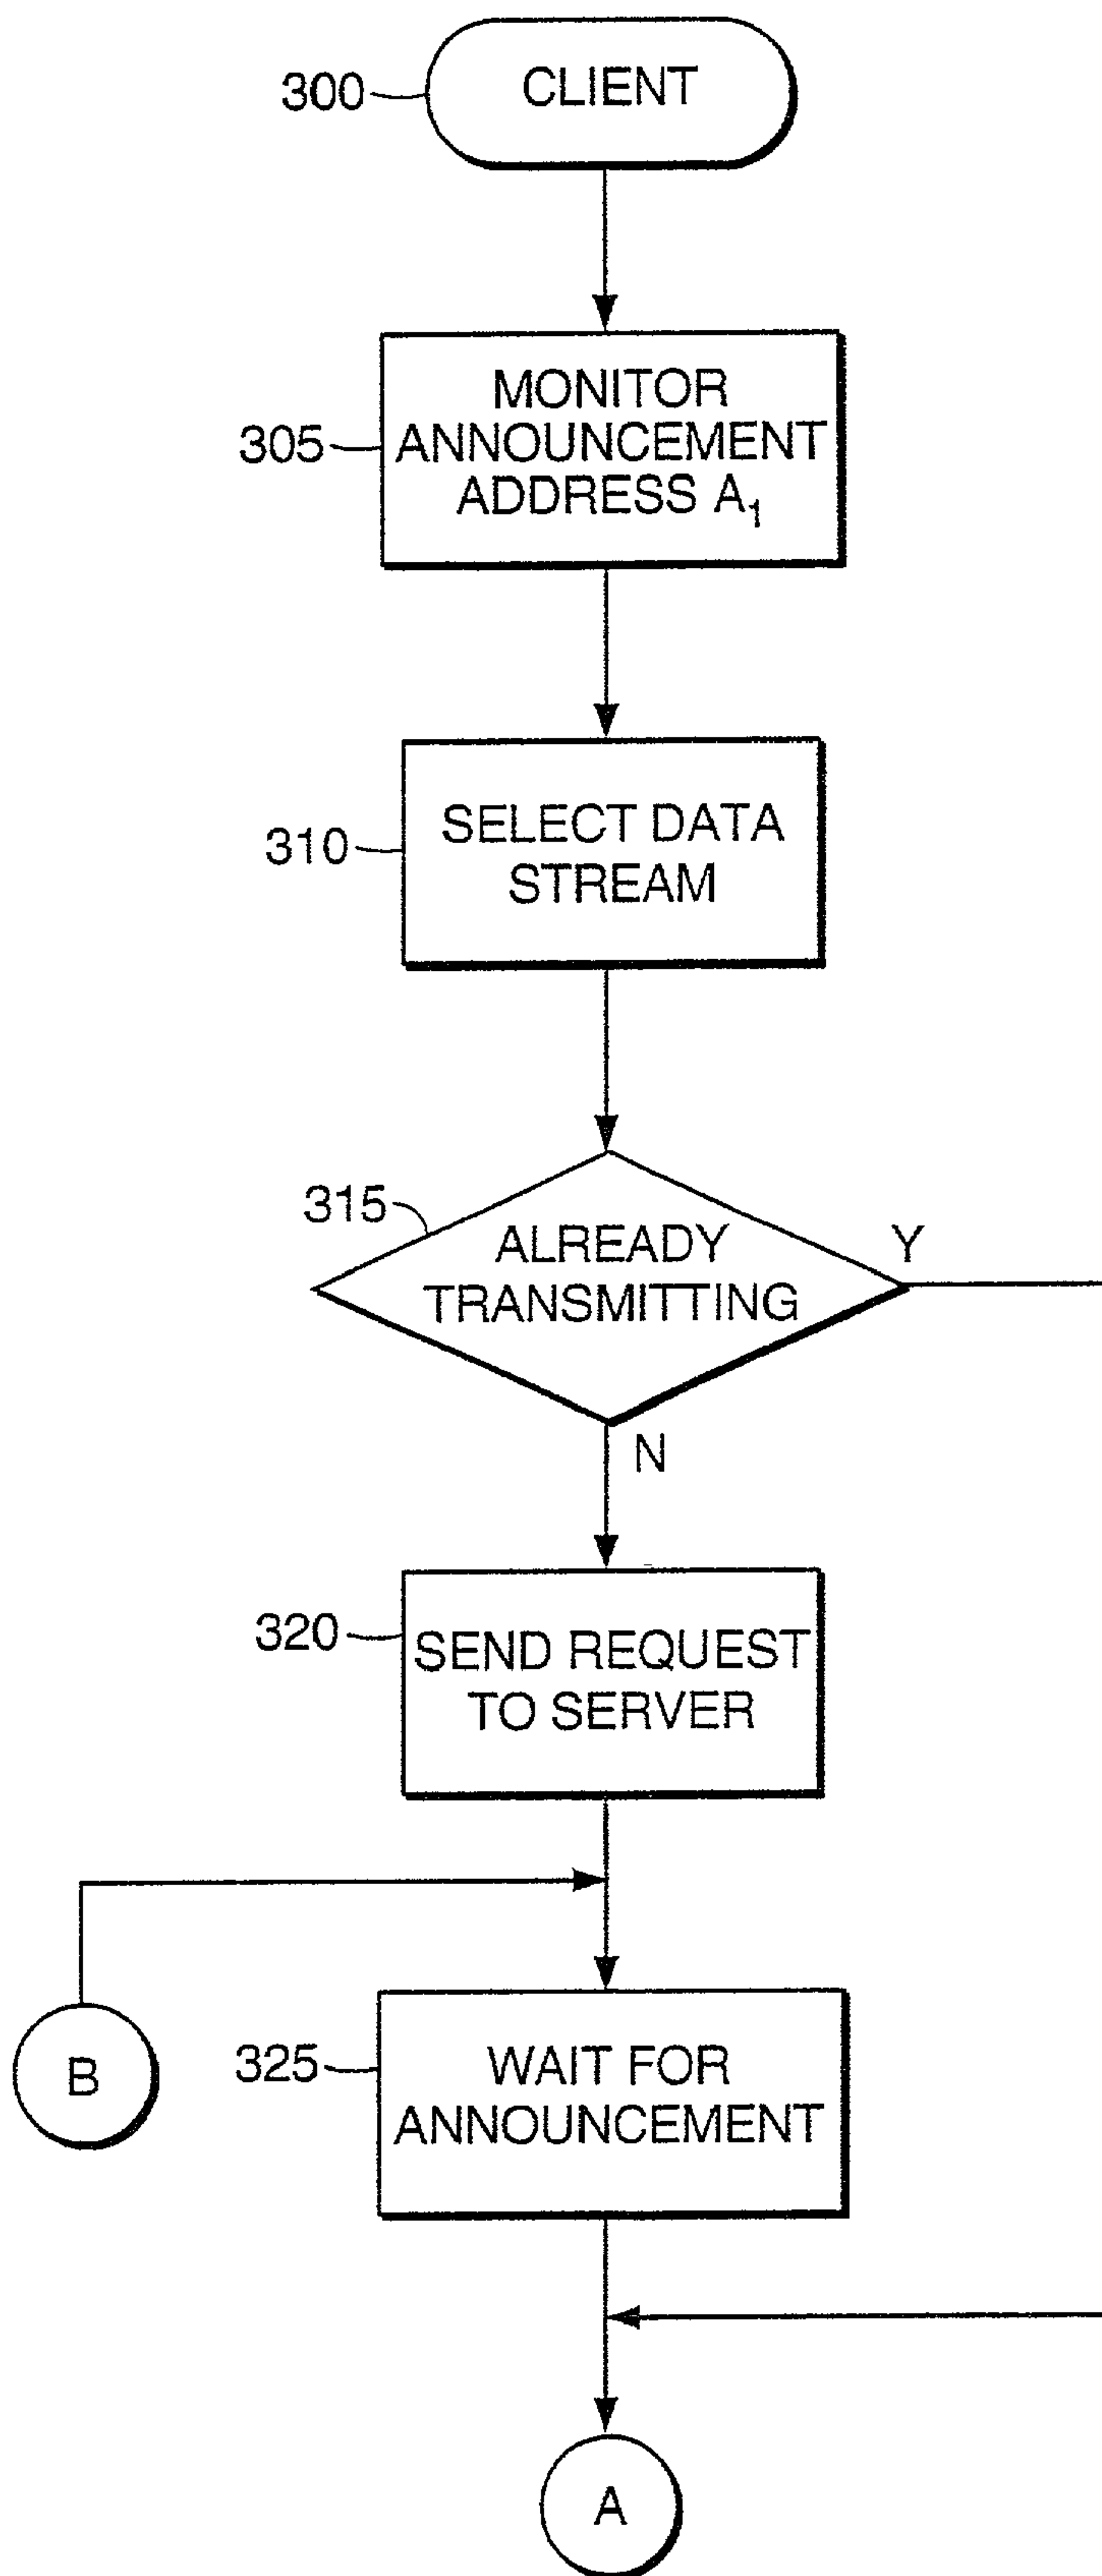 300
CLIENT
305
MONITOR
ANNOUNCEMENT
ADDRESS A₁
310
SELECT DATA
STREAM
315
ALREADY
TRANSMITTING
Y
N
320
SEND REQUEST
TO SERVER
B
325
WAIT FOR
ANNOUNCEMENT
A